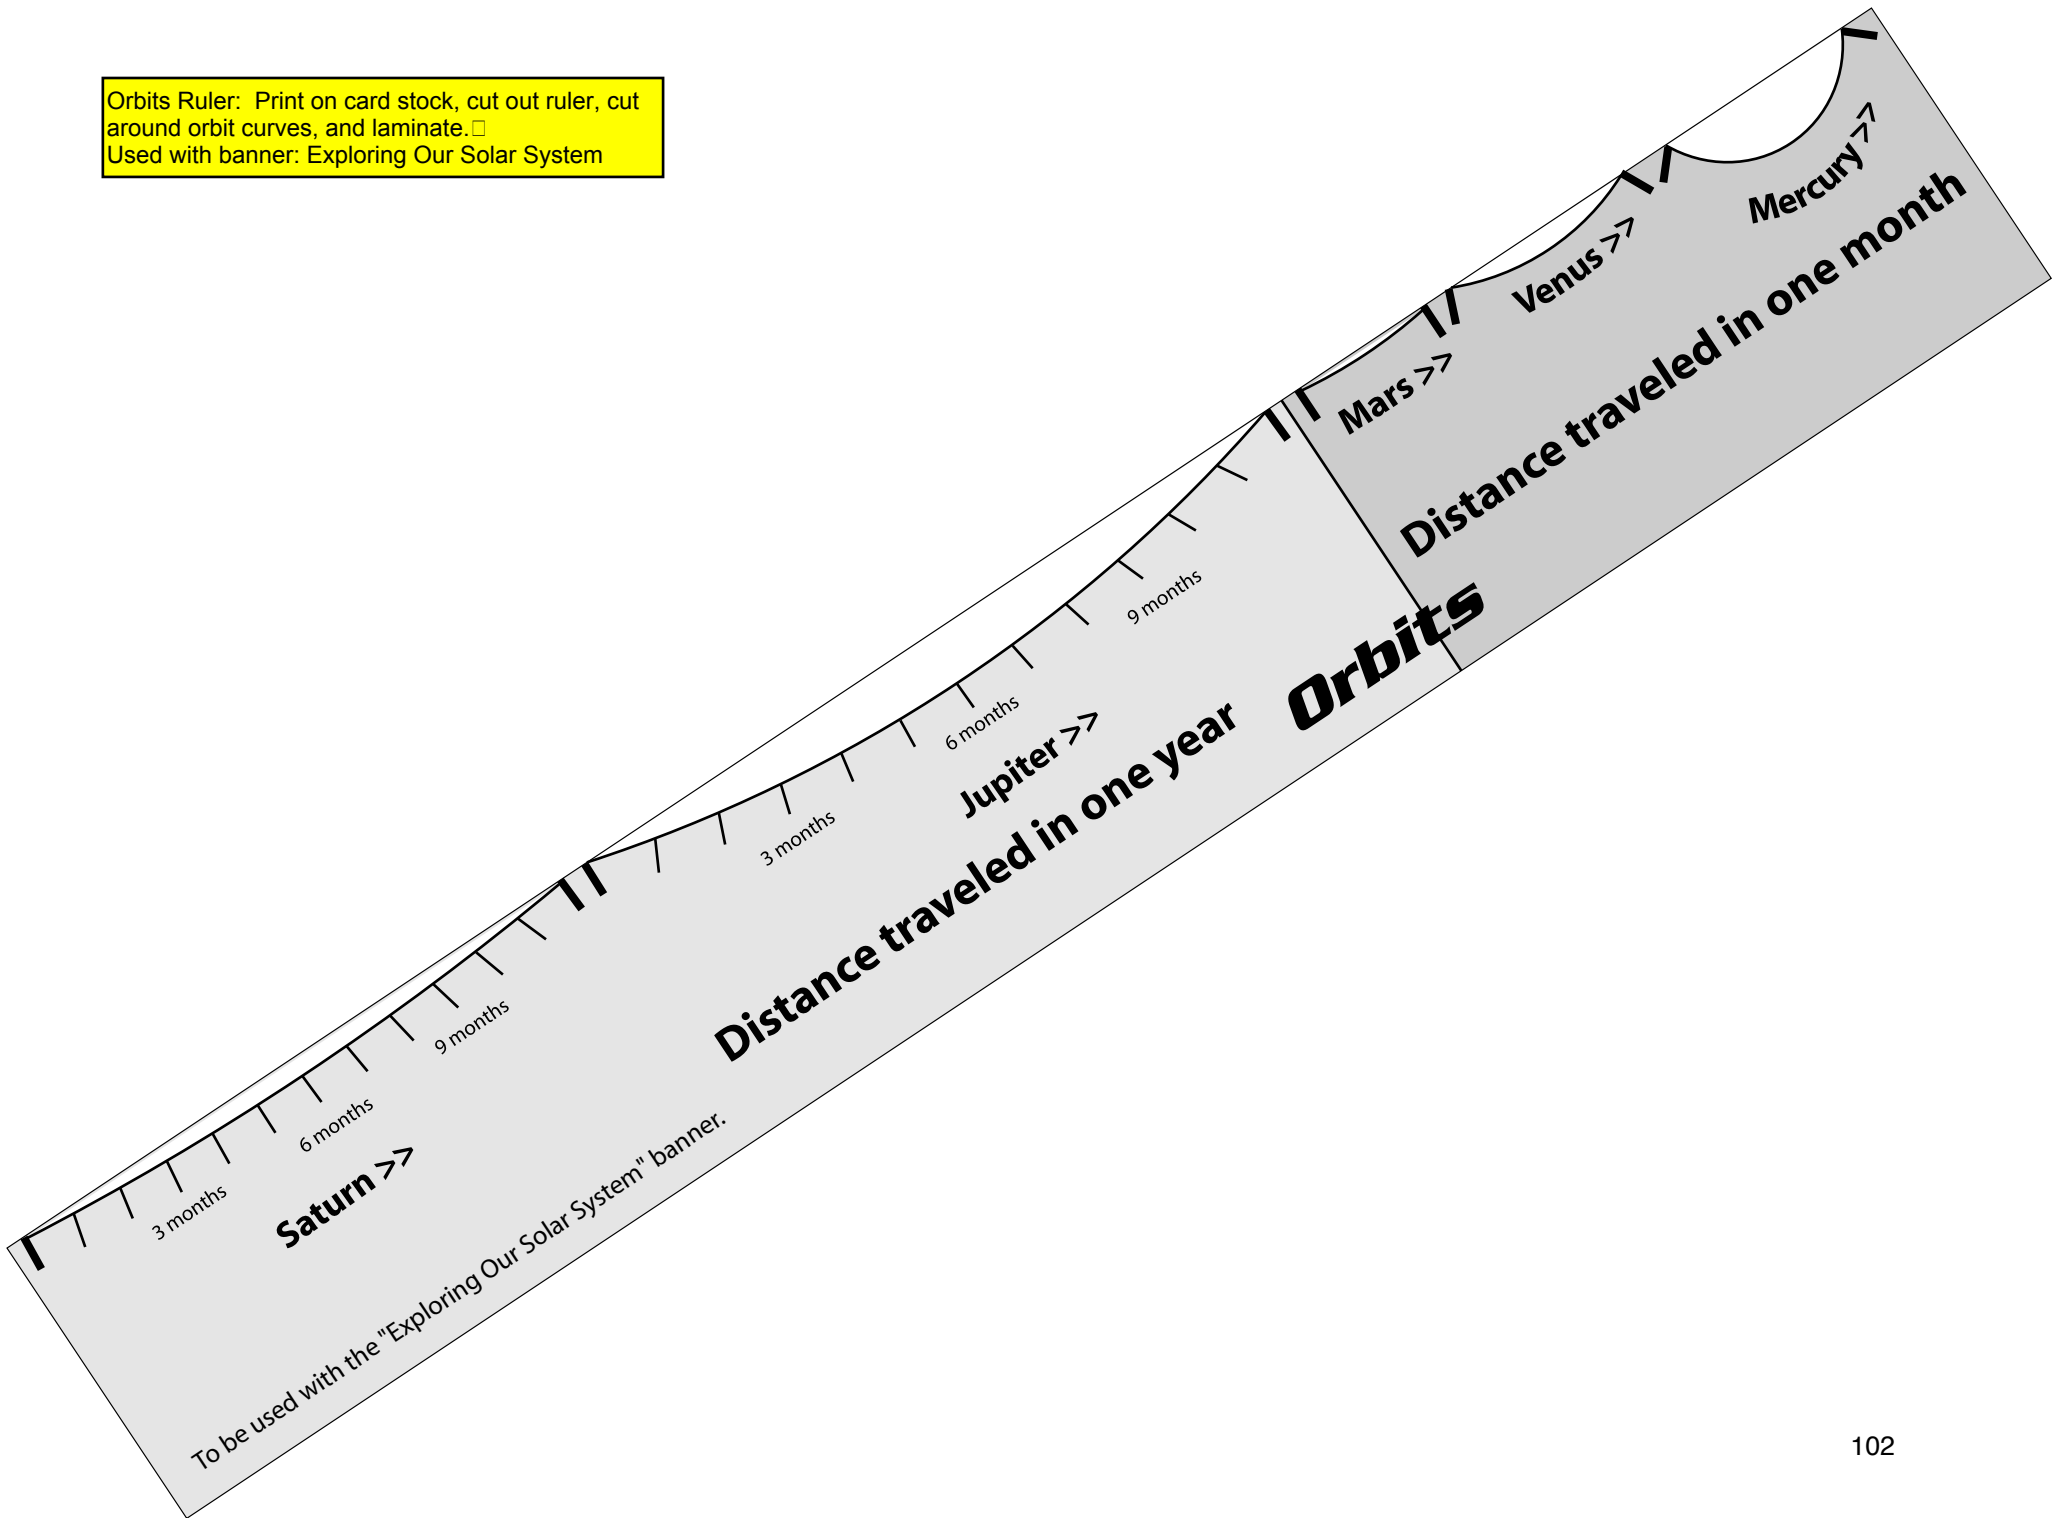 Orbits Ruler:  Print on card stock, cut out ruler, cut
around orbit curves, and laminate.□
Used with banner: Exploring Our Solar System
Mercury >>
Venus >>
Mars >>
Distance traveled in one month
Orbits
9 months
6 months
3 months
Jupiter >>
Distance traveled in one year
9 months
6 months
3 months
Saturn >>
To be used with the "Exploring Our Solar System" banner.
102